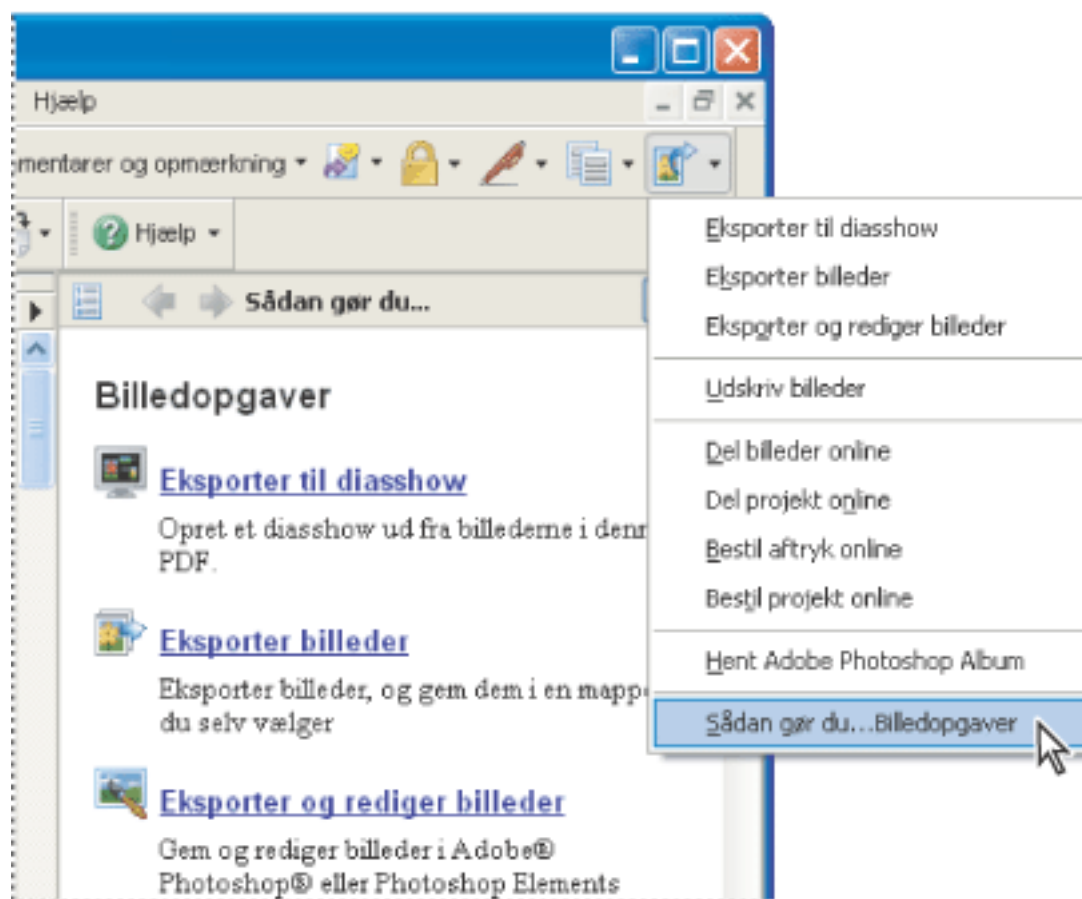 Hjælp
og opmærkning
Hjælp
Sådan gør du...
Billedopgaver
Eksporter til diasshow
Opret et diasshow ud fra billederne i
PDF.
Eksporter billeder
Eksporter billeder, og gem dem i en
du selv vælger
Eksporter og rediger billeder
Gem og rediger billeder i Adobe®
Photoshop® eller Photoshop Elements
Eksporter til diasshow
Eksporter billeder
Eksporter og rediger billeder
Udskriv billeder
Del billeder online
Del projekt online
Bestil aftryk online
Bestil projekt online
Hent Adobe Photoshop Album
Sådan gør du...Billedopgaver